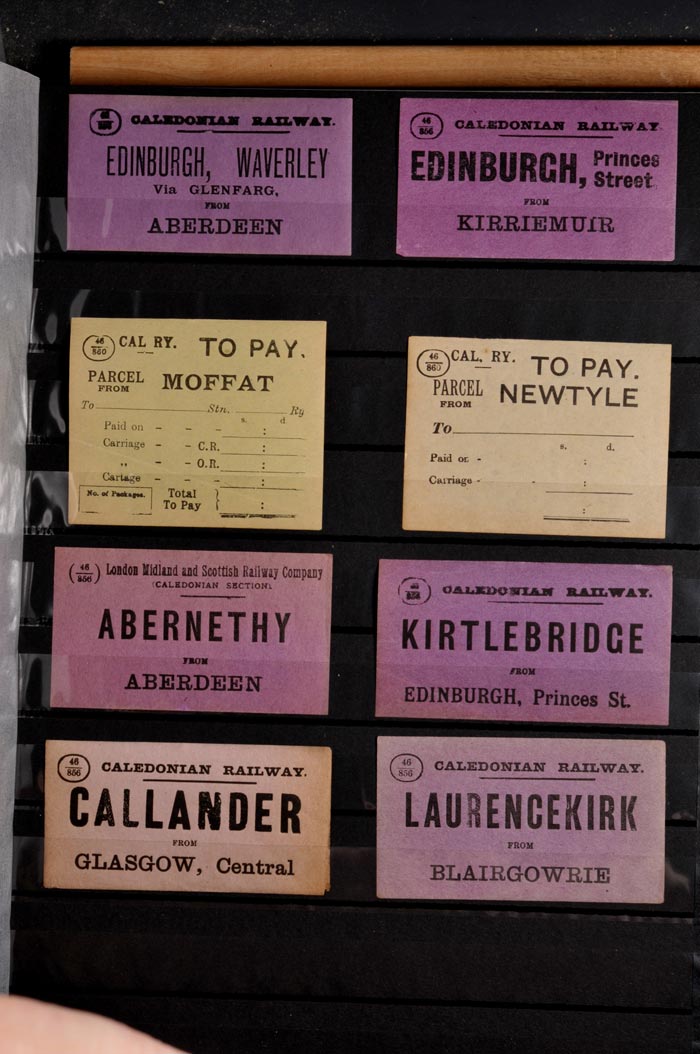 CALEDONIAN RAILWAY.
EDINBURGH, WAVERLEY
Via GLENFARG,
FROM
ABERDEEN
46
856
CALEDONIAN RAILWAY.
EDINBURGH, Princes Street
FROM
KIRRIEMUIR
46
860
CAL RY. TO PAY.
PARCEL FROM MOFFAT
To Stn. Ry
s. d.
Paid on - - - :
Carriage - - C.R. :
„ - - O.R. :
Cartage - - - :
No. of Packages.
Total To Pay } :
46
860
CAL. RY. TO PAY.
PARCEL FROM NEWTYLE
To
s. d.
Paid on - :
Carriage - - :
:
46
856
London Midland and Scottish Railway Company
(CALEDONIAN SECTION).
ABERNETHY
FROM
ABERDEEN
CALEDONIAN RAILWAY.
KIRTLEBRIDGE
FROM
EDINBURGH, Princes St.
46
856
CALEDONIAN RAILWAY.
CALLANDER
FROM
GLASGOW, Central
46
856
CALEDONIAN RAILWAY.
LAURENCEKIRK
FROM
BLAIRGOWRIE